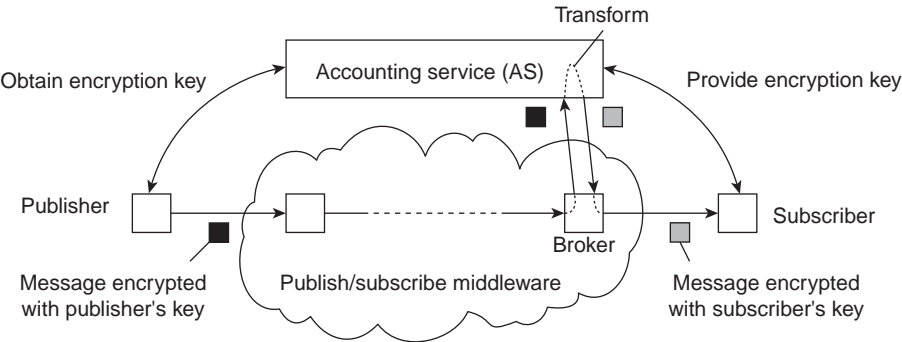 Transform
Accounting service (AS)
Obtain encryption key
Provide encryption key
Publisher
Subscriber
Broker
Message encrypted
with publisher's key
Publish/subscribe middleware
Message encrypted
with subscriber's key